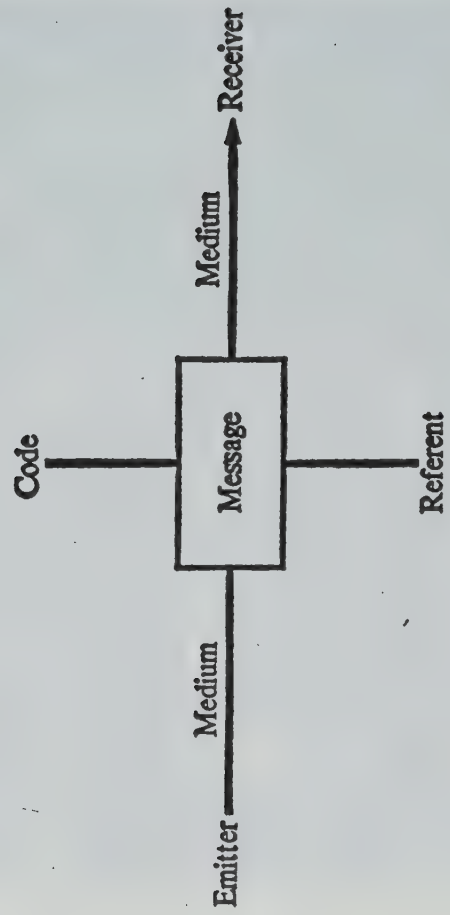 Code
Emitter
Medium
Message
Medium
Receiver
Referent